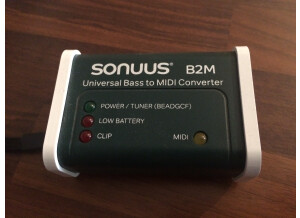 SONUUS® B2M
Universal Bass to MIDI Converter
POWER / TUNER (BEADGCF)
LOW BATTERY
CLIP MIDI